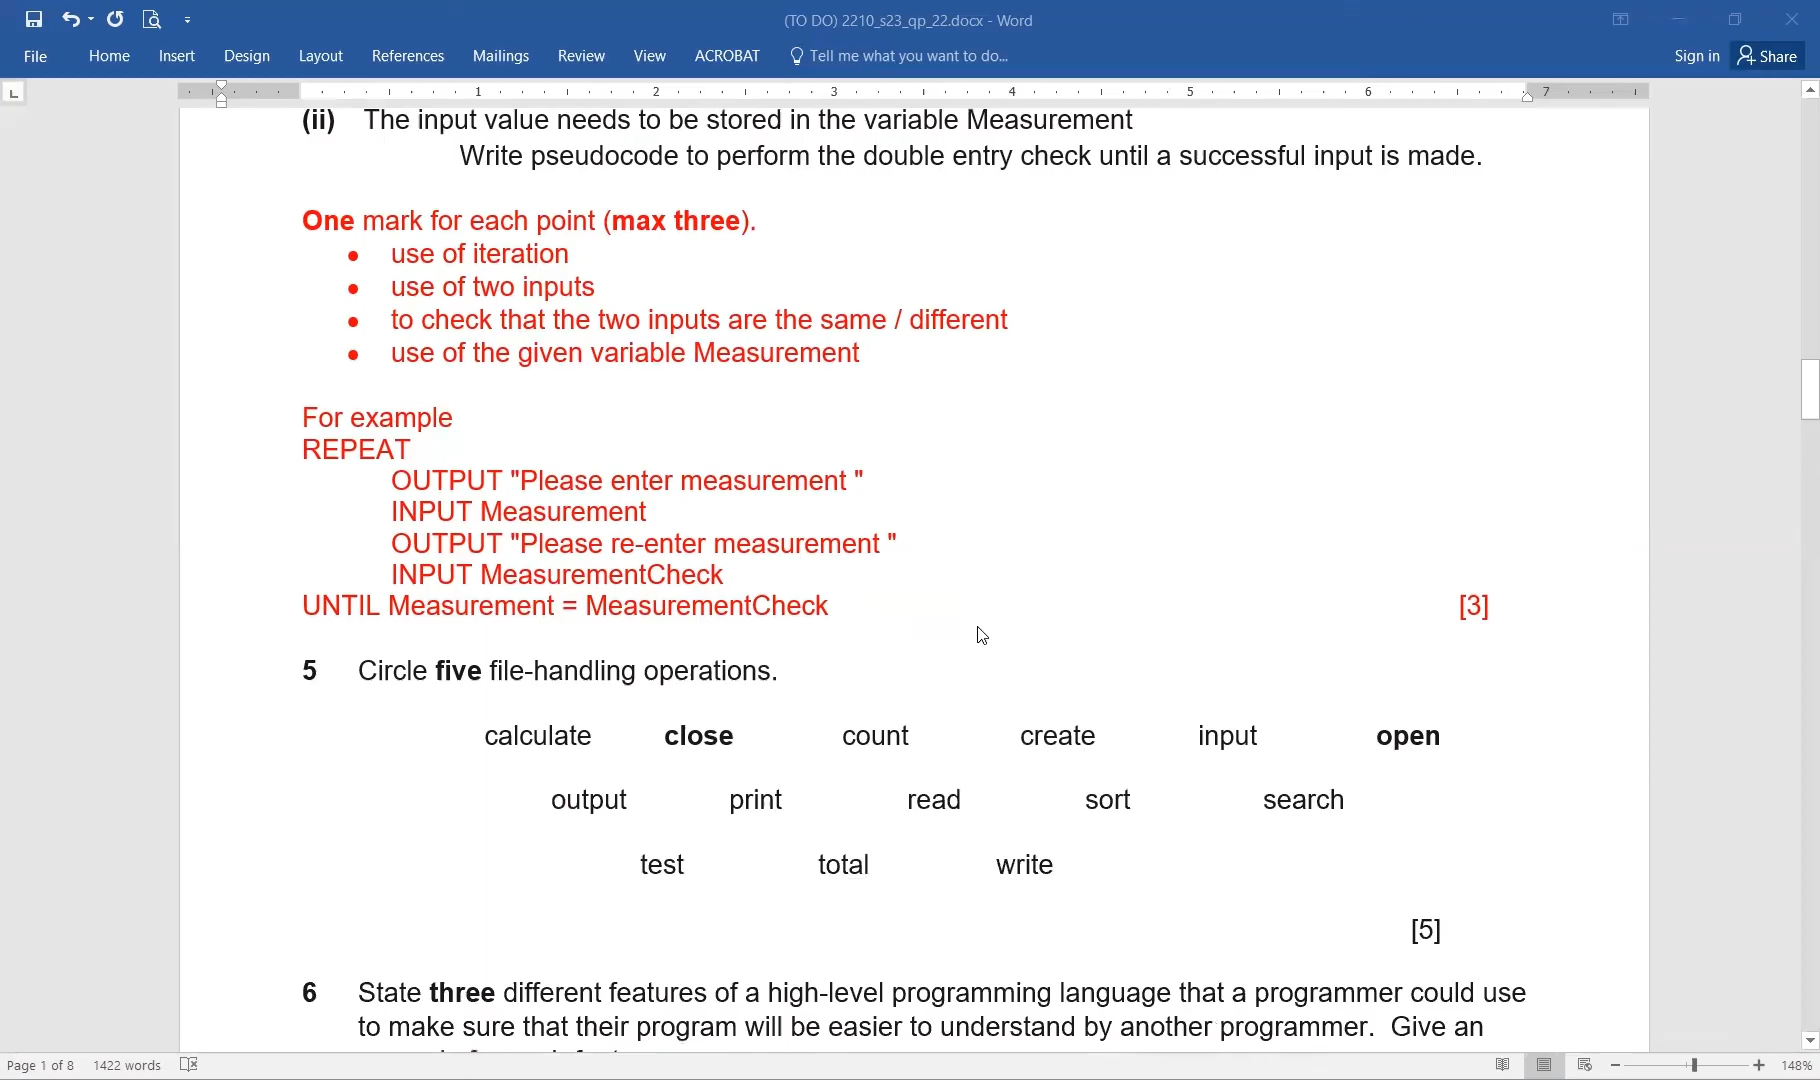 (TO DO) 2210_s23_qp_22.docx - Word
File Home Insert Design Layout References Mailings Review View ACROBAT Tell me what you want to do... Sign in Share
L 1 2 3 4 5 6 7
(ii) The input value needs to be stored in the variable Measurement
Write pseudocode to perform the double entry check until a successful input is made.
One mark for each point (max three).
• use of iteration
• use of two inputs
• to check that the two inputs are the same / different
• use of the given variable Measurement
For example
REPEAT
OUTPUT "Please enter measurement "
INPUT Measurement
OUTPUT "Please re-enter measurement "
INPUT MeasurementCheck
UNTIL Measurement = MeasurementCheck [3]
5 Circle five file-handling operations.
calculate close count create input open
output print read sort search
test total write
[5]
6 State three different features of a high-level programming language that a programmer could use
to make sure that their program will be easier to understand by another programmer. Give an
Page 1 of 8 1422 words 148%